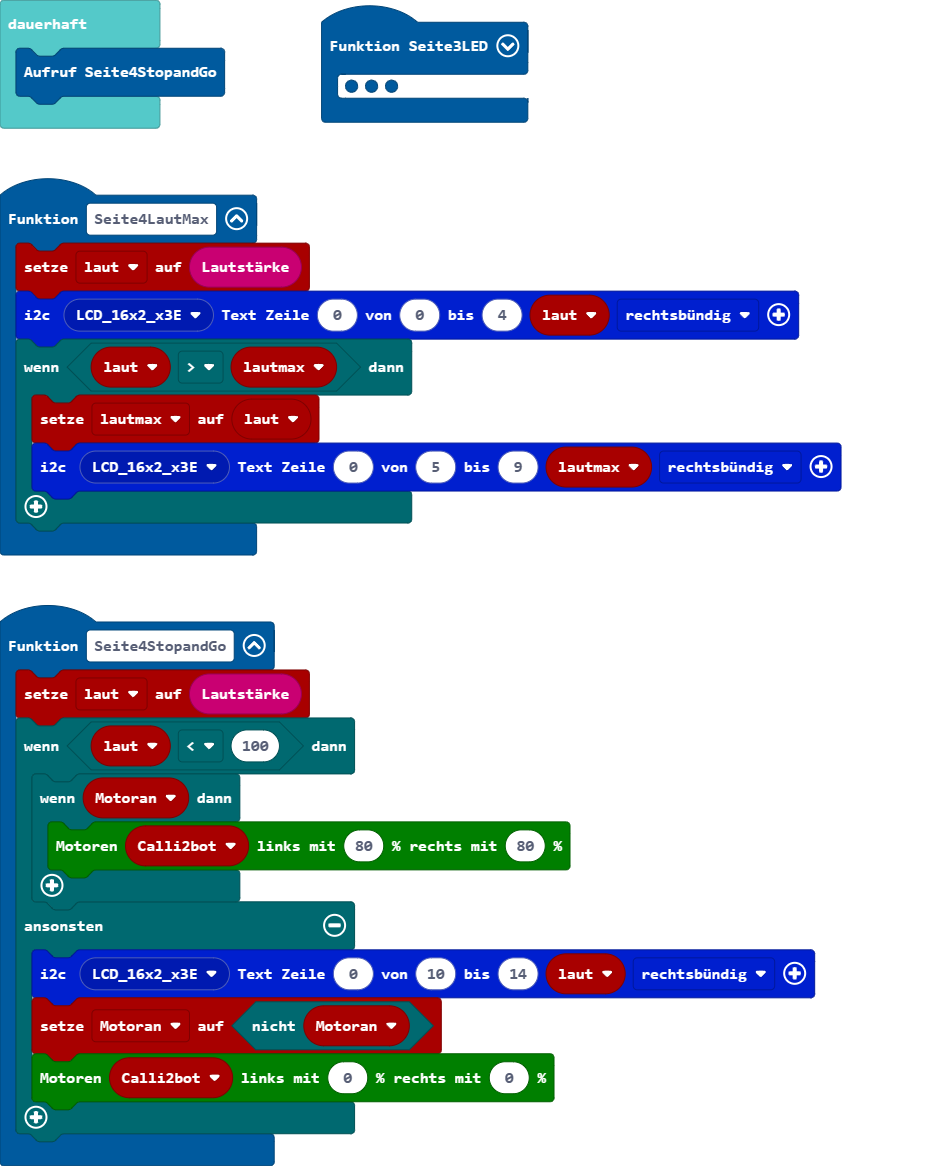 dauerhaft
Aufruf Seite4StopandGo
Funktion Seite3LED
Funktion Seite4LautMax
setze laut auf Lautstärke
i2c LCD_16x2_x3E Text Zeile 0 von 0 bis 4 laut rechtsbündig
wenn laut > lautmax dann
setze lautmax auf laut
i2c LCD_16x2_x3E Text Zeile 0 von 5 bis 9 lautmax rechtsbündig
Funktion Seite4StopandGo
setze laut auf Lautstärke
wenn laut < 100 dann
wenn Motoran dann
Motoren Calli2bot links mit 80 % rechts mit 80 %
ansonsten
i2c LCD_16x2_x3E Text Zeile 0 von 10 bis 14 laut rechtsbündig
setze Motoran auf nicht Motoran
Motoren Calli2bot links mit 0 % rechts mit 0 %